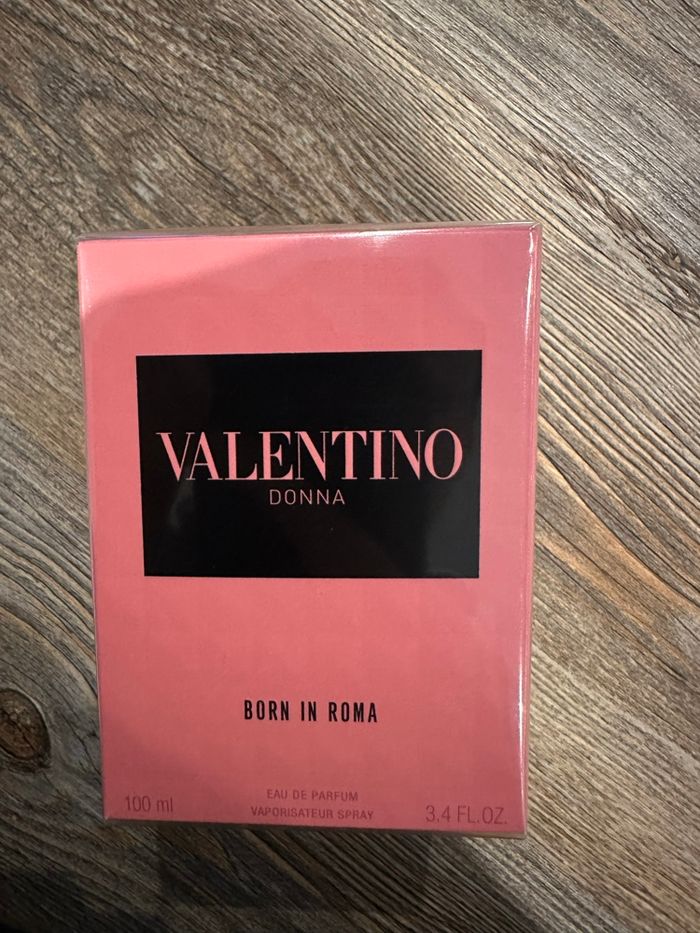 VALENTINO
DONNA
BORN IN ROMA
EAU DE PARFUM
100 ml VAPORISATEUR SPRAY 3.4 FL.OZ.